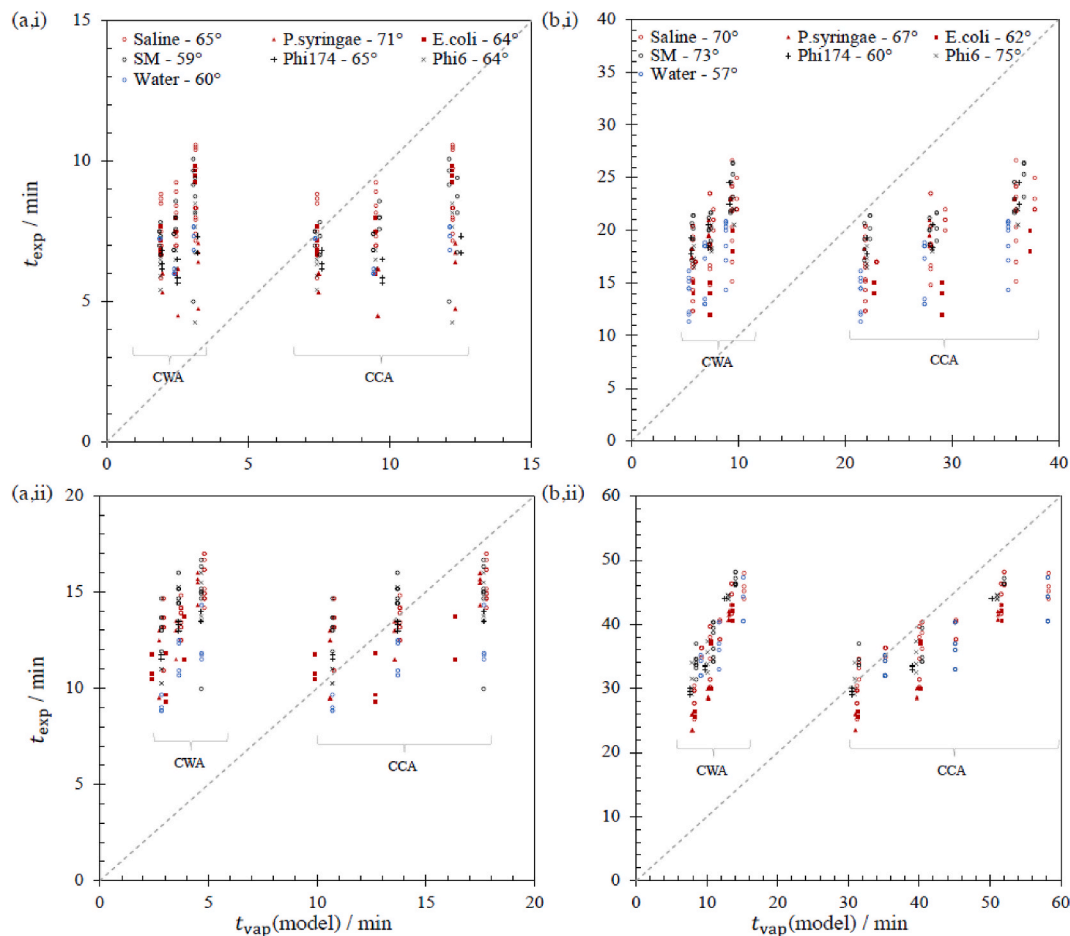 (a,i)
15
Saline - 65° P.syringae - 71° E.coli - 64°
SM - 59° Phi174 - 65° Phi6 - 64°
Water - 60°
10
5
0
t_exp / min
CWA
CCA
0 5 10 15
(b,i)
40
Saline - 70° P.syringae - 67° E.coli - 62°
SM - 73° Phi174 - 60° Phi6 - 75°
Water - 57°
35
30
25
20
15
10
5
0
CWA
CCA
0 10 20 30 40
(a,ii)
20
15
10
5
0
t_exp / min
CWA
CCA
0 5 10 15 20
t_vap(model) / min
(b,ii)
60
50
40
30
20
10
0
CWA
CCA
0 10 20 30 40 50 60
t_vap(model) / min